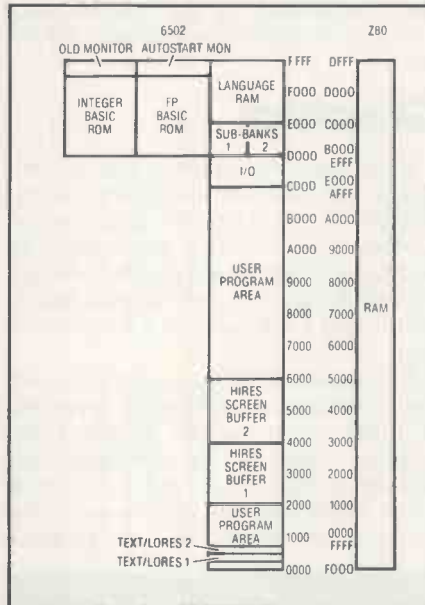 6502 Z80
OLD MONITOR AUTOSTART MON
FFFF DFFF
LANGUAGE
RAM
F000 D000
INTEGER
BASIC
ROM
FP
BASIC
ROM
E000 C000
SUB-BANKS
1 2
D000 B000
EFFF
I/O
C000 E000
AFFF
B000 A000
A000 9000
USER
PROGRAM
AREA
9000 8000
RAM
8000 7000
7000 6000
6000 5000
HIRES
SCREEN
BUFFER
2
5000 4000
4000 3000
HIRES
SCREEN
BUFFER
1
3000 2000
2000 1000
USER
PROGRAM
AREA
1000 0000
FFFF
TEXT/LORES 2
TEXT/LORES 1
0000 F000